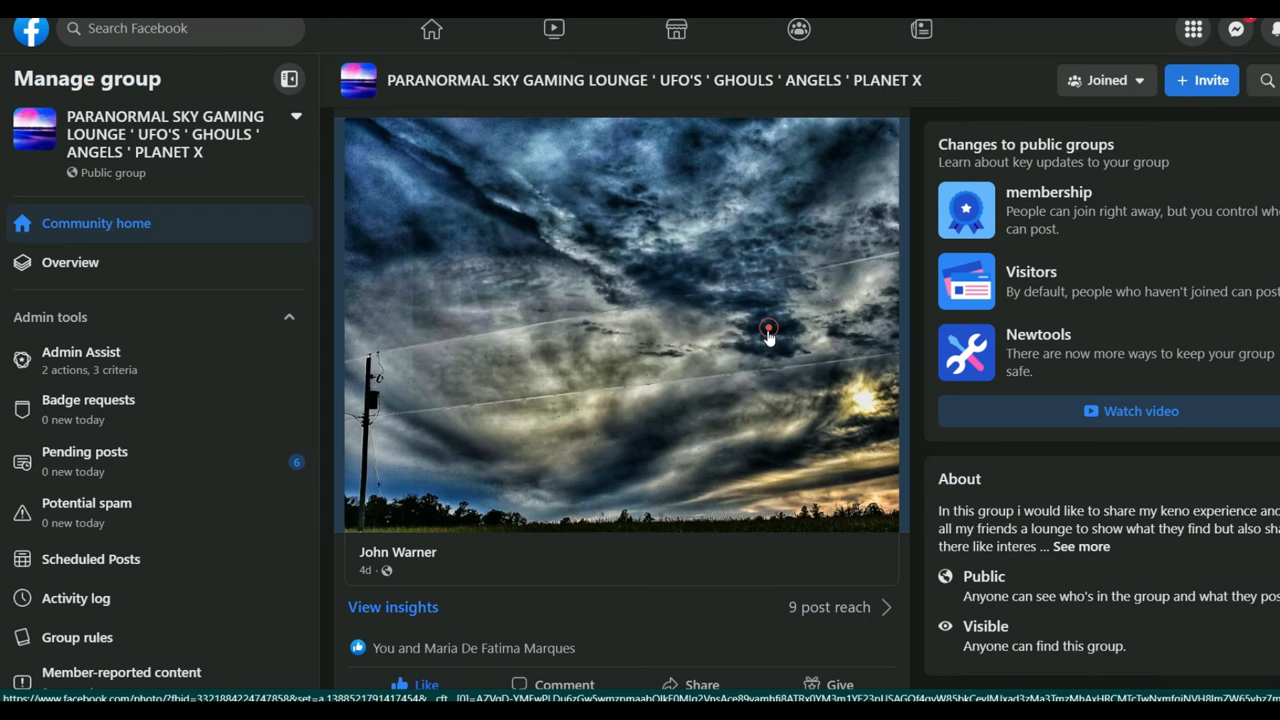 Search Facebook
Manage group
PARANORMAL SKY GAMING
LOUNGE ' UFO'S ' GHOULS '
ANGELS ' PLANET X
Public group
Community home
Overview
Admin tools
Admin Assist
2 actions, 3 criteria
Badge requests
0 new today
Pending posts
0 new today
6
Potential spam
0 new today
Scheduled Posts
Activity log
Group rules
Member-reported content
PARANORMAL SKY GAMING LOUNGE ' UFO'S ' GHOULS ' ANGELS ' PLANET X
Joined
+ Invite
John Warner
4d
View insights
9 post reach
You and Maria De Fatima Marques
Like
Comment
Share
Give
Changes to public groups
Learn about key updates to your group
membership
People can join right away, but you control wh
can post.
Visitors
By default, people who haven't joined can post
Newtools
There are now more ways to keep your group
safe.
Watch video
About
In this group i would like to share my keno experience and
all my friends a lounge to show what they find but also sha
there like interes ... See more
Public
Anyone can see who's in the group and what they pos
Visible
Anyone can find this group.